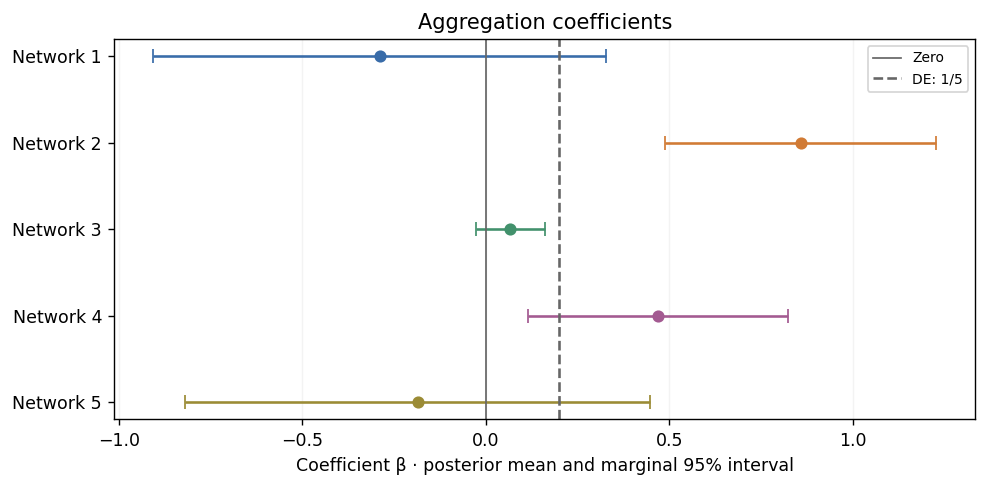 Aggregation coefficients
Network 1
Network 2
Network 3
Network 4
Network 5
Zero
DE: 1/5
−1.0
−0.5
0.0
0.5
1.0
Coefficient β · posterior mean and marginal 95% interval